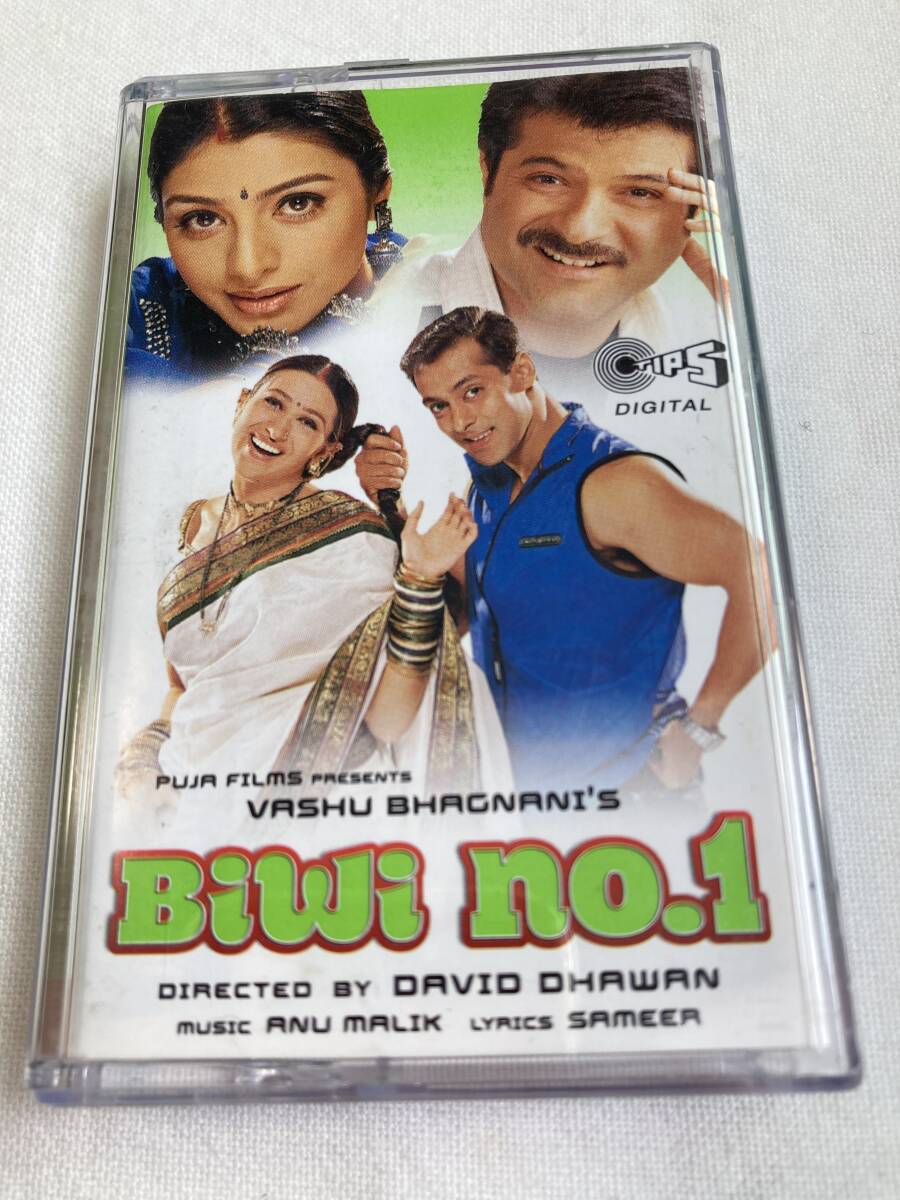 TIPS
DIGITAL
PUJA FILMS PRESENTS
VASHU BHAGNANI'S
Biwi no.1
DIRECTED BY DAVID DHAWAN
MUSIC ANU MALIK LYRICS SAMEER